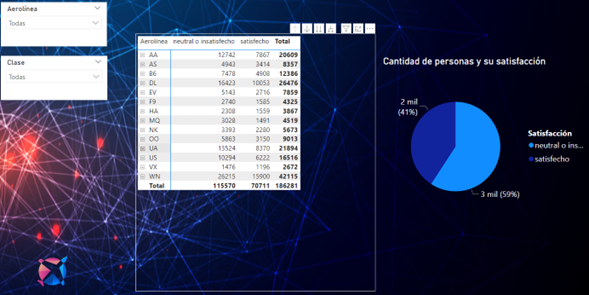 Aerolínea
Todas
Clase
Todas
Aerolínea neutral o insatisfecho satisfecho Total
AA 12742 7867 20609
AS 4943 3414 8357
B6 7478 4908 12386
DL 16423 10053 26476
EV 5143 2716 7859
F9 2740 1585 4325
HA 2308 1559 3867
MQ 3028 1491 4519
NK 3393 2280 5673
OO 5863 3150 9013
UA 13524 8370 21894
US 10294 6222 16516
VX 1476 1196 2672
WN 26215 15900 42115
Total 115570 70711 186281
Cantidad de personas y su satisfacción
2 mil
(41%)
3 mil (59%)
Satisfacción
neutral o ins...
satisfecho